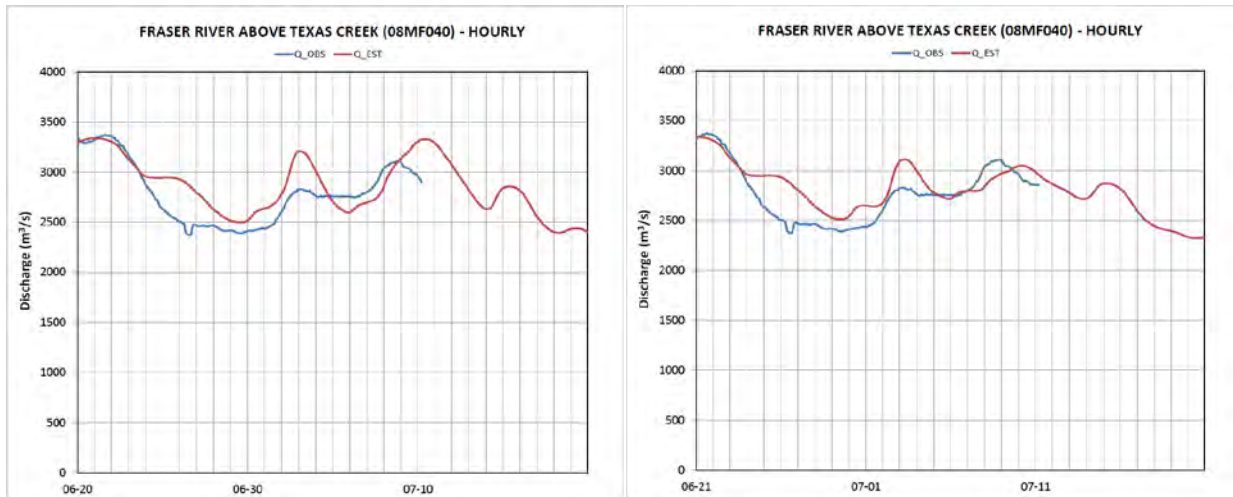 FRASER RIVER ABOVE TEXAS CREEK (08MF040) - HOURLY
Q_OBS Q_EST
4000
3500
3000
2500
2000
1500
1000
500
0
Discharge (m³/s)
06-20 06-30 07-10
FRASER RIVER ABOVE TEXAS CREEK (08MF040) - HOURLY
Q_OBS Q_EST
4000
3500
3000
2500
2000
1500
1000
500
0
Discharge (m³/s)
06-21 07-01 07-11